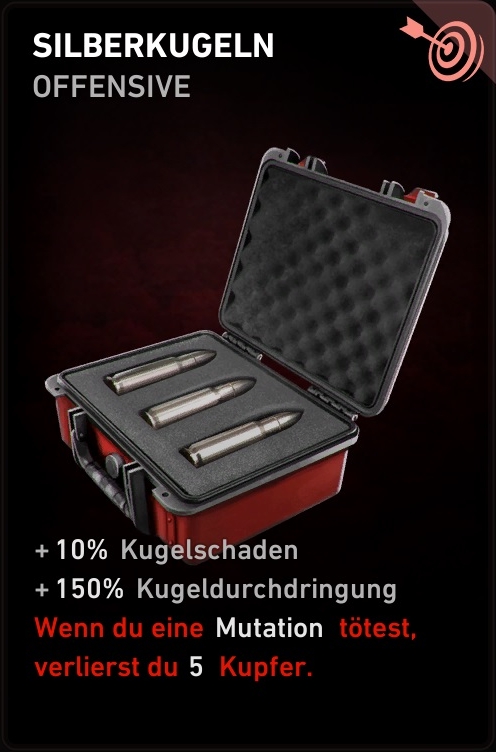 SILBERKUGELN
OFFENSIVE
+ 10% Kugelschaden
+ 150% Kugeldurchdringung
Wenn du eine Mutation tötest,
verlierst du 5 Kupfer.